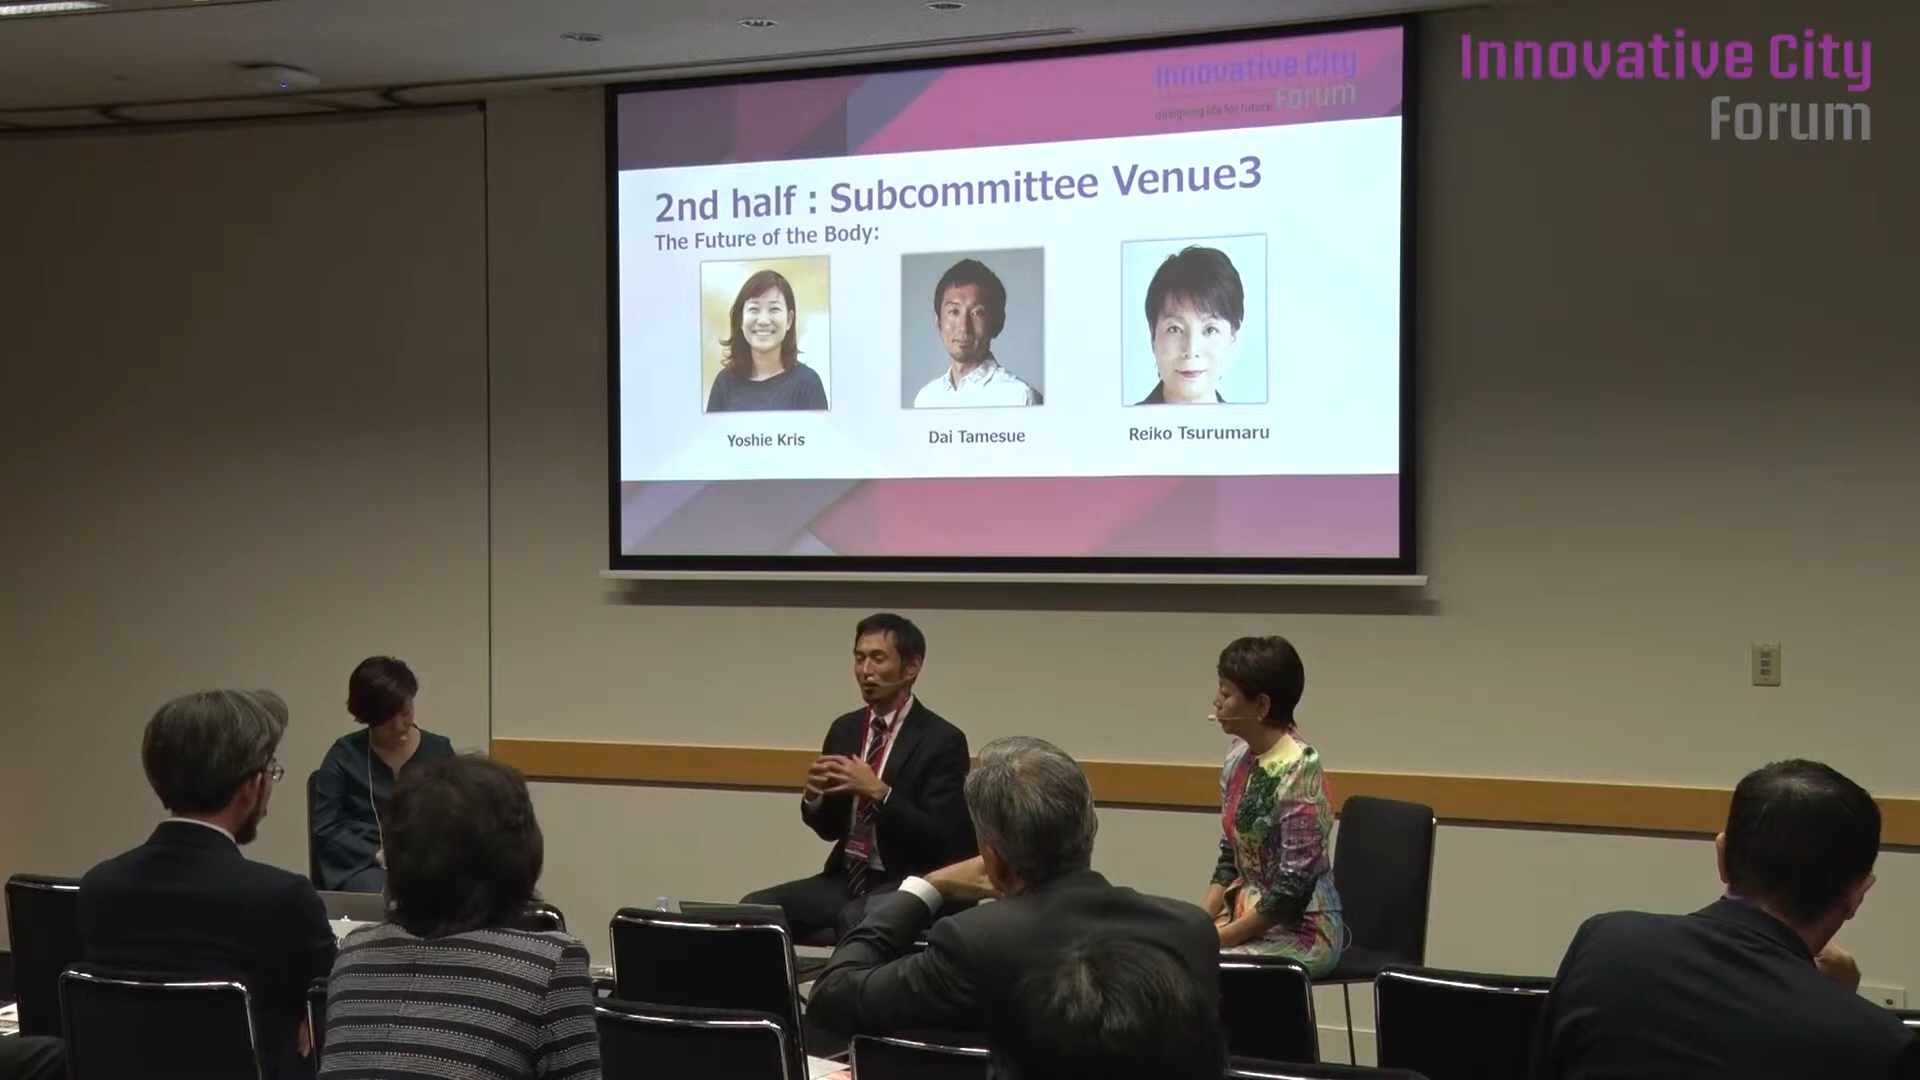 Innovative City
Forum
Innovative City
designing life for future Forum
2nd half : Subcommittee Venue3
The Future of the Body:
Yoshie Kris
Dai Tamesue
Reiko Tsurumaru